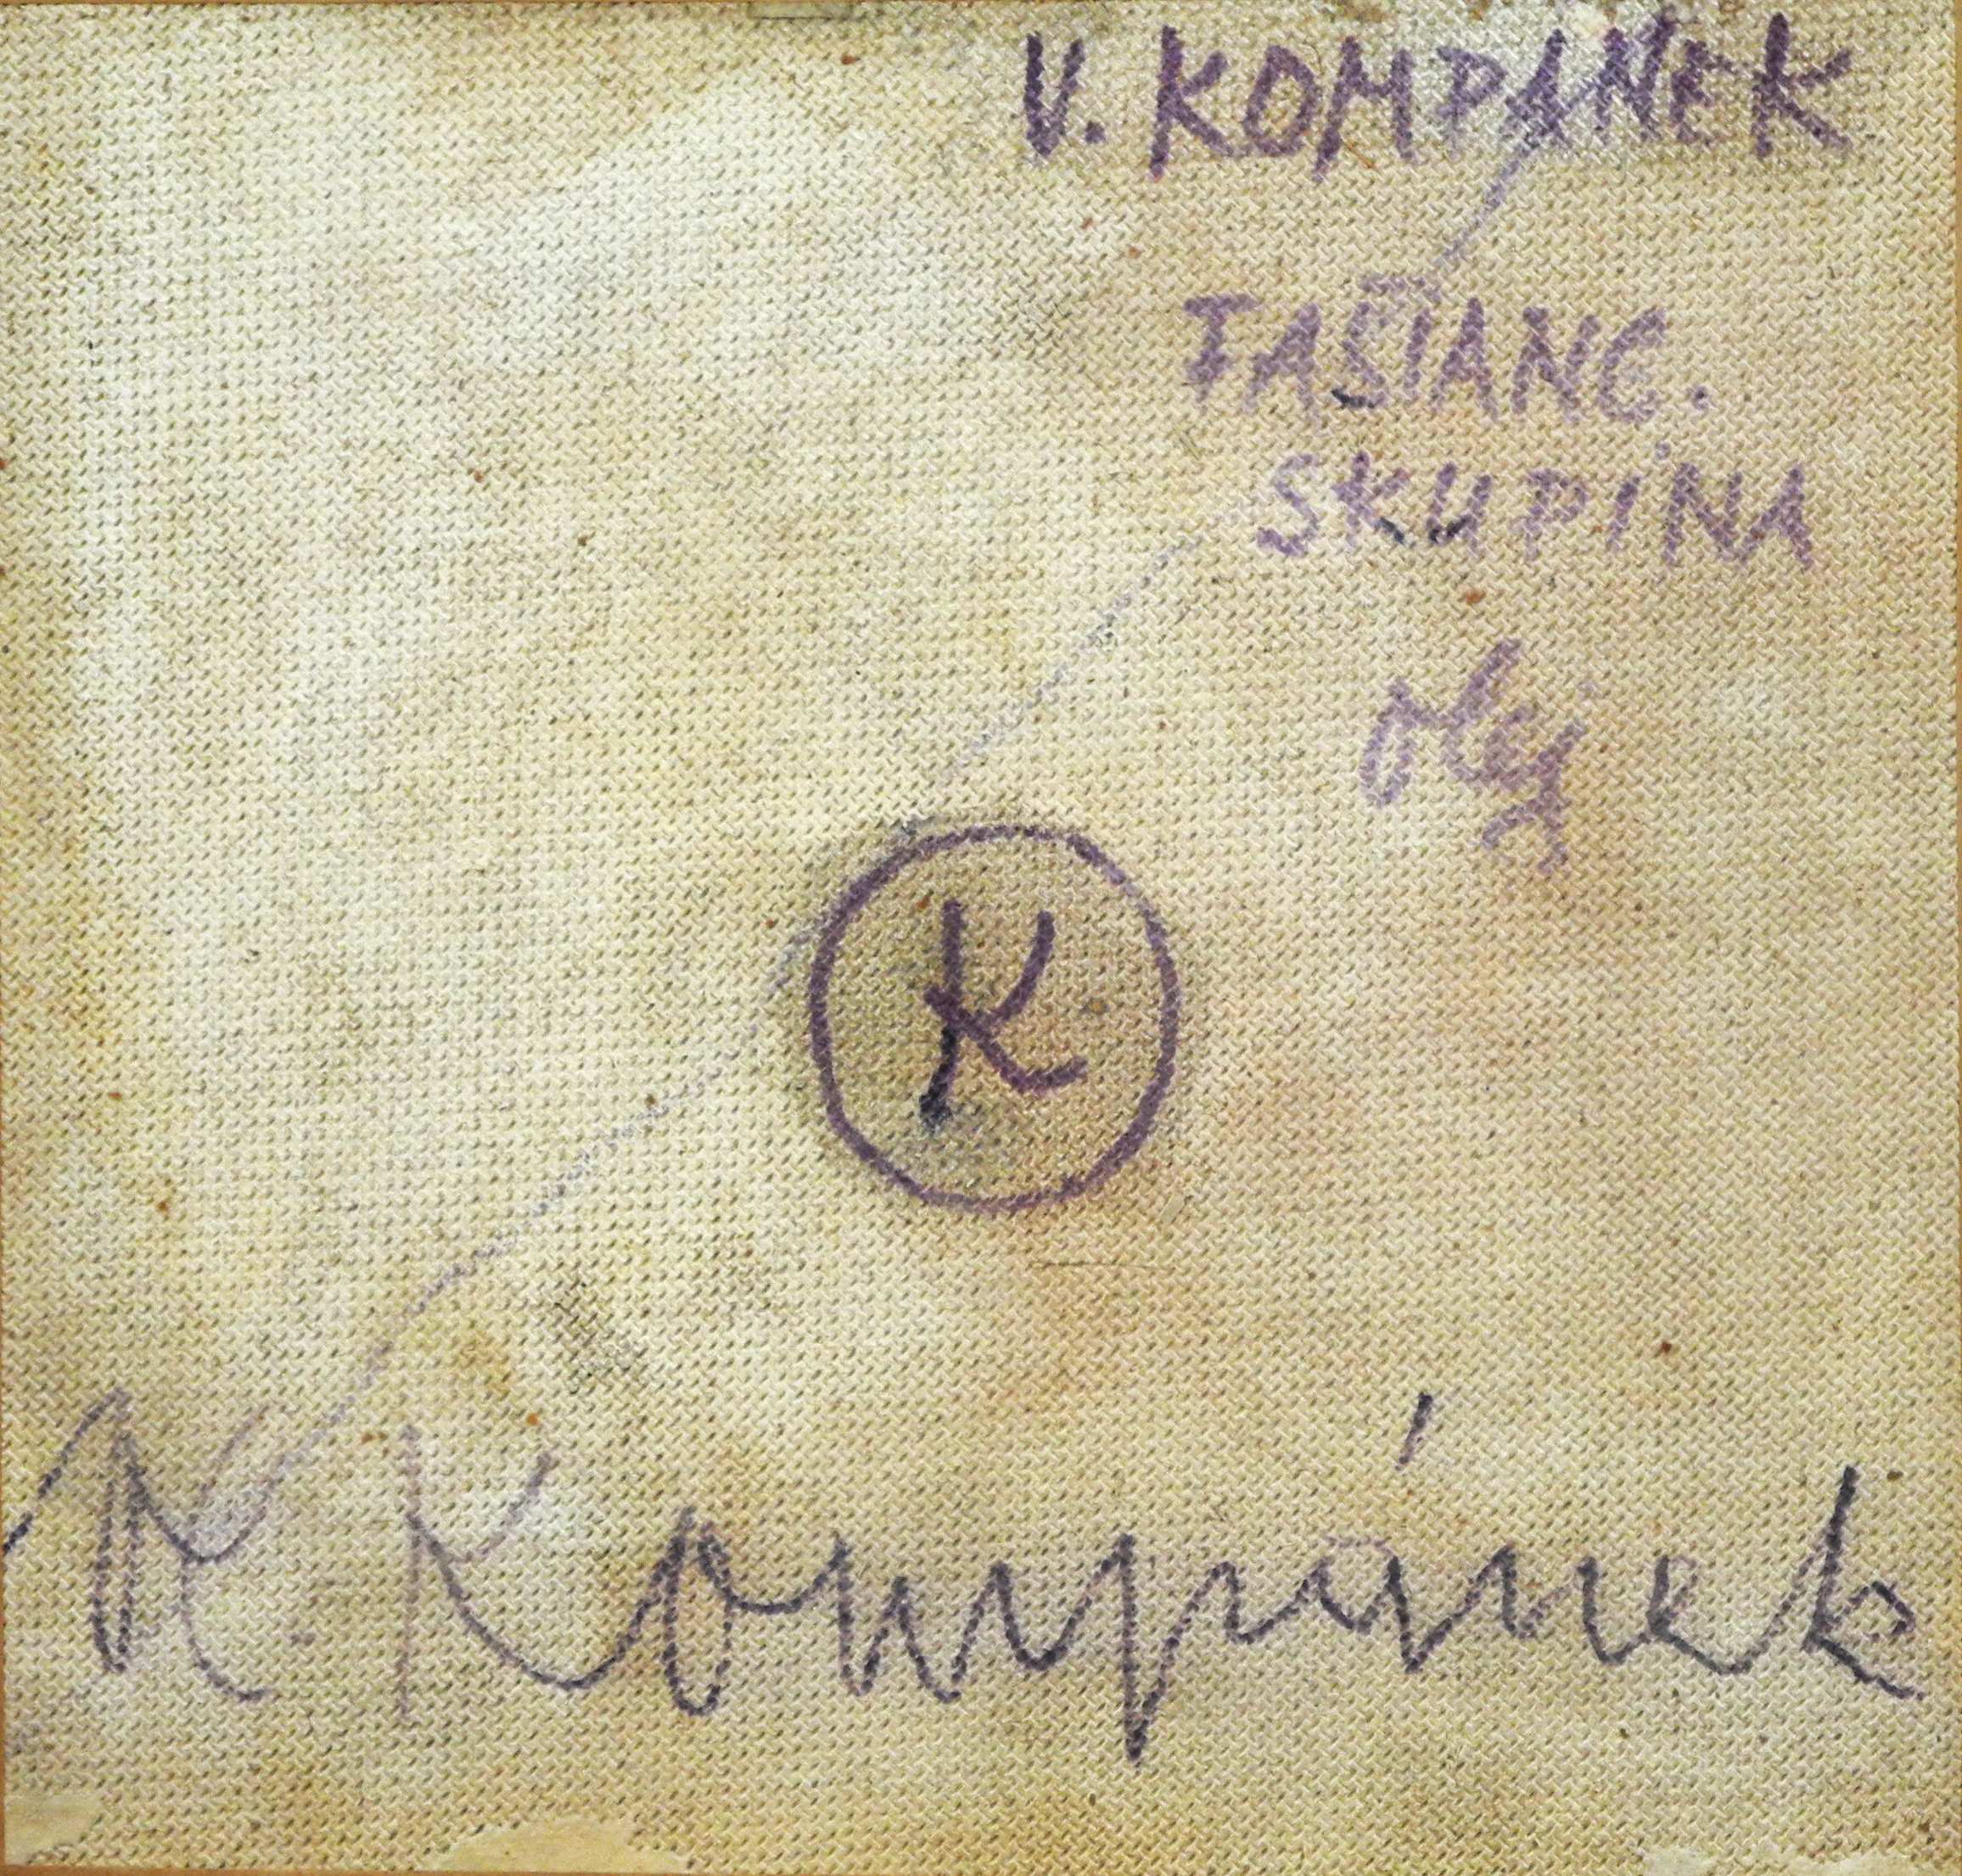 V. KOMPÁNEK
FAŠIANG.
SKUPINA
olej
K
V. Kompánek